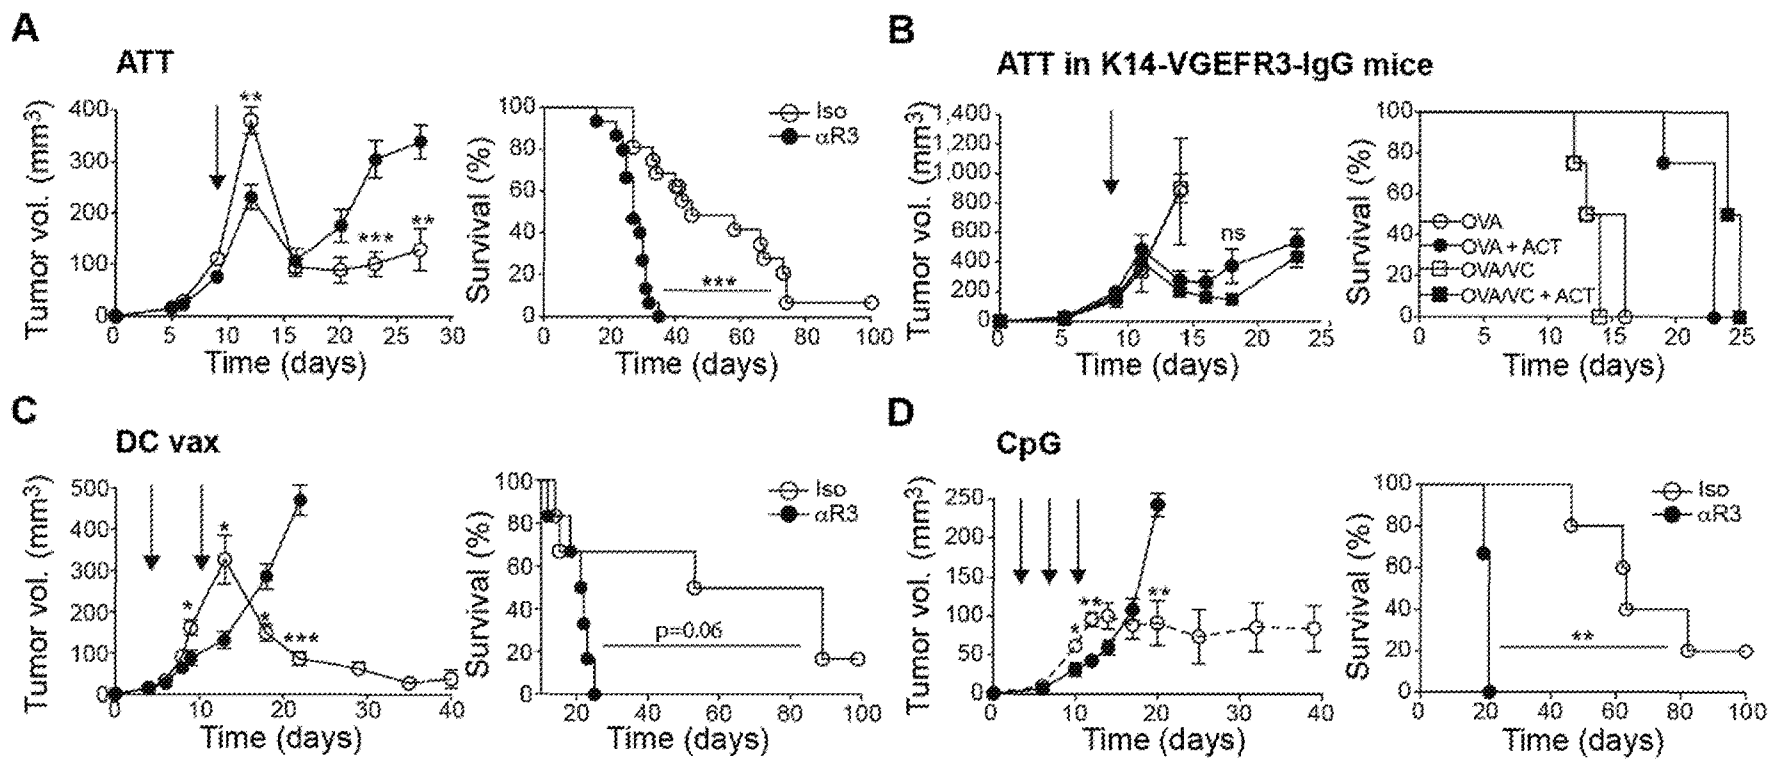 A
ATT
Tumor vol. (mm³)
400
300
200
100
0
**
***
**
0 5 10 15 20 25 30
Time (days)
Survival (%)
100
80
60
40
20
0
Iso
αR3
***
0 20 40 60 80 100
Time (days)
B
ATT in K14-VGEFR3-IgG mice
Tumor vol. (mm³)
1,400
1,000
800
600
400
200
0
ns
0 5 10 15 20 25
Time (days)
Survival (%)
100
80
60
40
20
0
OVA
OVA + ACT
OVA/VC
OVA/VC + ACT
0 5 10 15 20 25
Time (days)
C
DC vax
Tumor vol. (mm³)
500
400
300
200
100
0
*
*
*
***
0 10 20 30 40
Time (days)
Survival (%)
100
80
60
40
20
0
Iso
αR3
p=0.06
20 40 60 80 100
Time (days)
D
CpG
Tumor vol. (mm³)
250
200
150
100
50
0
*
**
**
0 10 20 30 40
Time (days)
Survival (%)
100
80
60
40
20
0
Iso
αR3
**
0 20 40 60 80 100
Time (days)